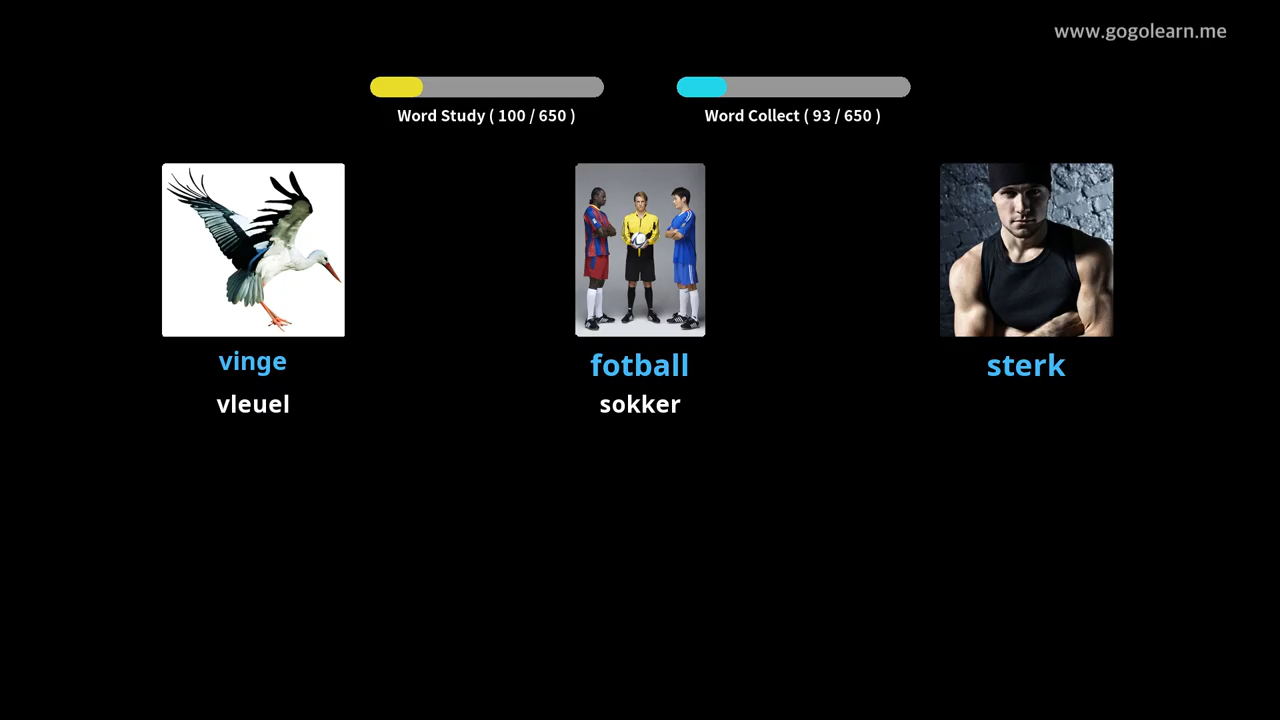 www.gogolearn.me
Word Study ( 100 / 650 )
Word Collect ( 93 / 650 )
vinge
fotball
sterk
vleuel
sokker